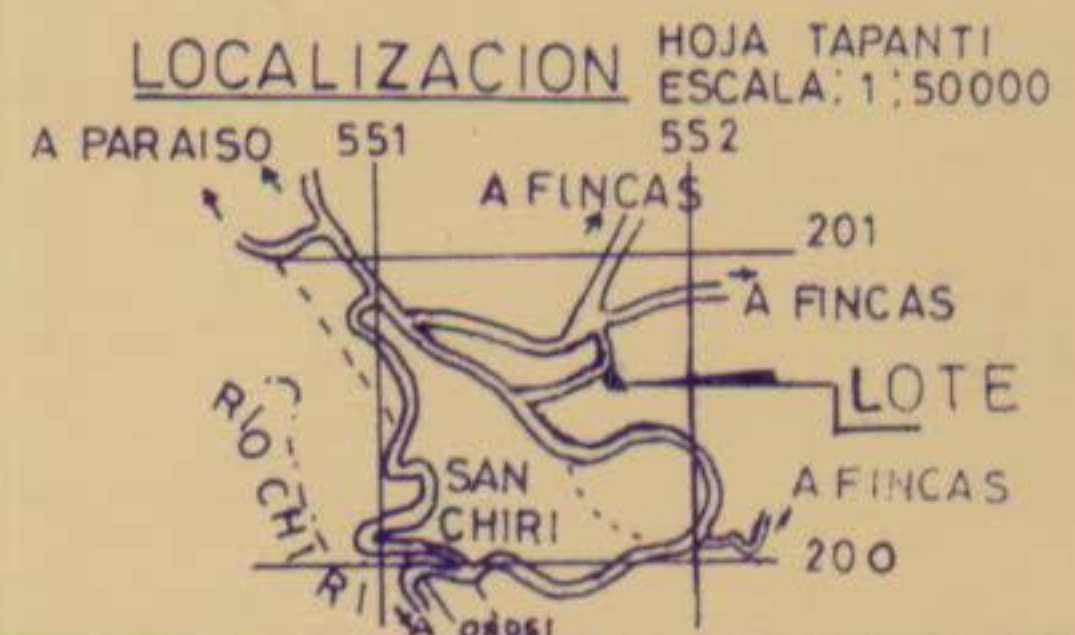 LOCALIZACION
HOJA TAPANTI
ESCALA: 1:50000
A PARAISO
551
552
A FINCAS
201
A FINCAS
LOTE
RIO CHIRI
SAN
CHIRI
A FINCAS
200
A OROSI